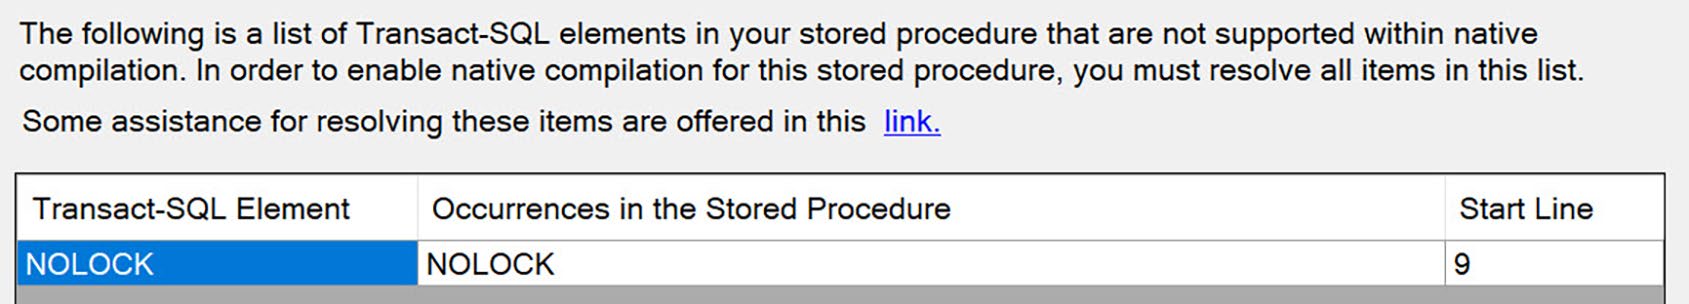 The following is a list of Transact-SQL elements in your stored procedure that are not supported within native
compilation. In order to enable native compilation for this stored procedure, you must resolve all items in this list.
Some assistance for resolving these items are offered in this link.
Transact-SQL Element Occurrences in the Stored Procedure Start Line
NOLOCK NOLOCK 9